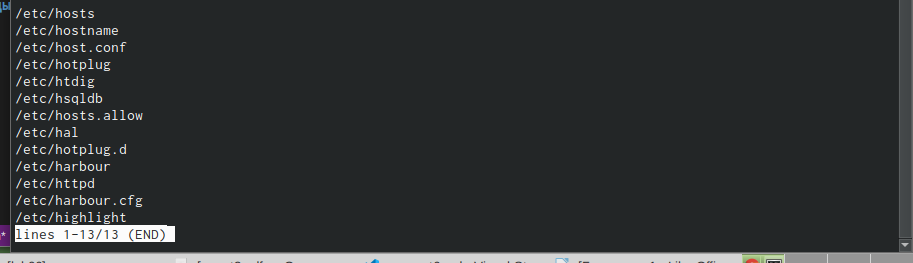 /etc/hosts
/etc/hostname
/etc/host.conf
/etc/hotplug
/etc/htdig
/etc/hsqldb
/etc/hosts.allow
/etc/hal
/etc/hotplug.d
/etc/harbour
/etc/httpd
/etc/harbour.cfg
/etc/highlight
lines 1-13/13 (END)